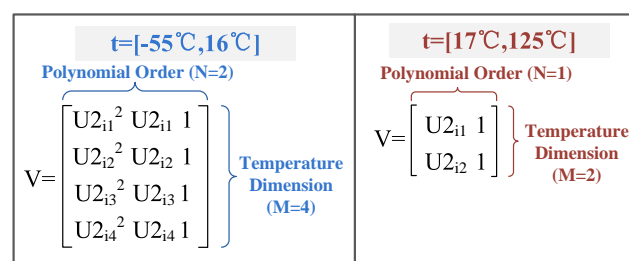 t=[-55℃,16℃]
Polynomial Order (N=2)
V=
U2ᵢ₁² U2ᵢ₁ 1
U2ᵢ₂² U2ᵢ₂ 1
U2ᵢ₃² U2ᵢ₃ 1
U2ᵢ₄² U2ᵢ₄ 1
Temperature
Dimension
(M=4)
t=[17℃,125℃]
Polynomial Order (N=1)
V=
U2ᵢ₁ 1
U2ᵢ₂ 1
Temperature
Dimension
(M=2)